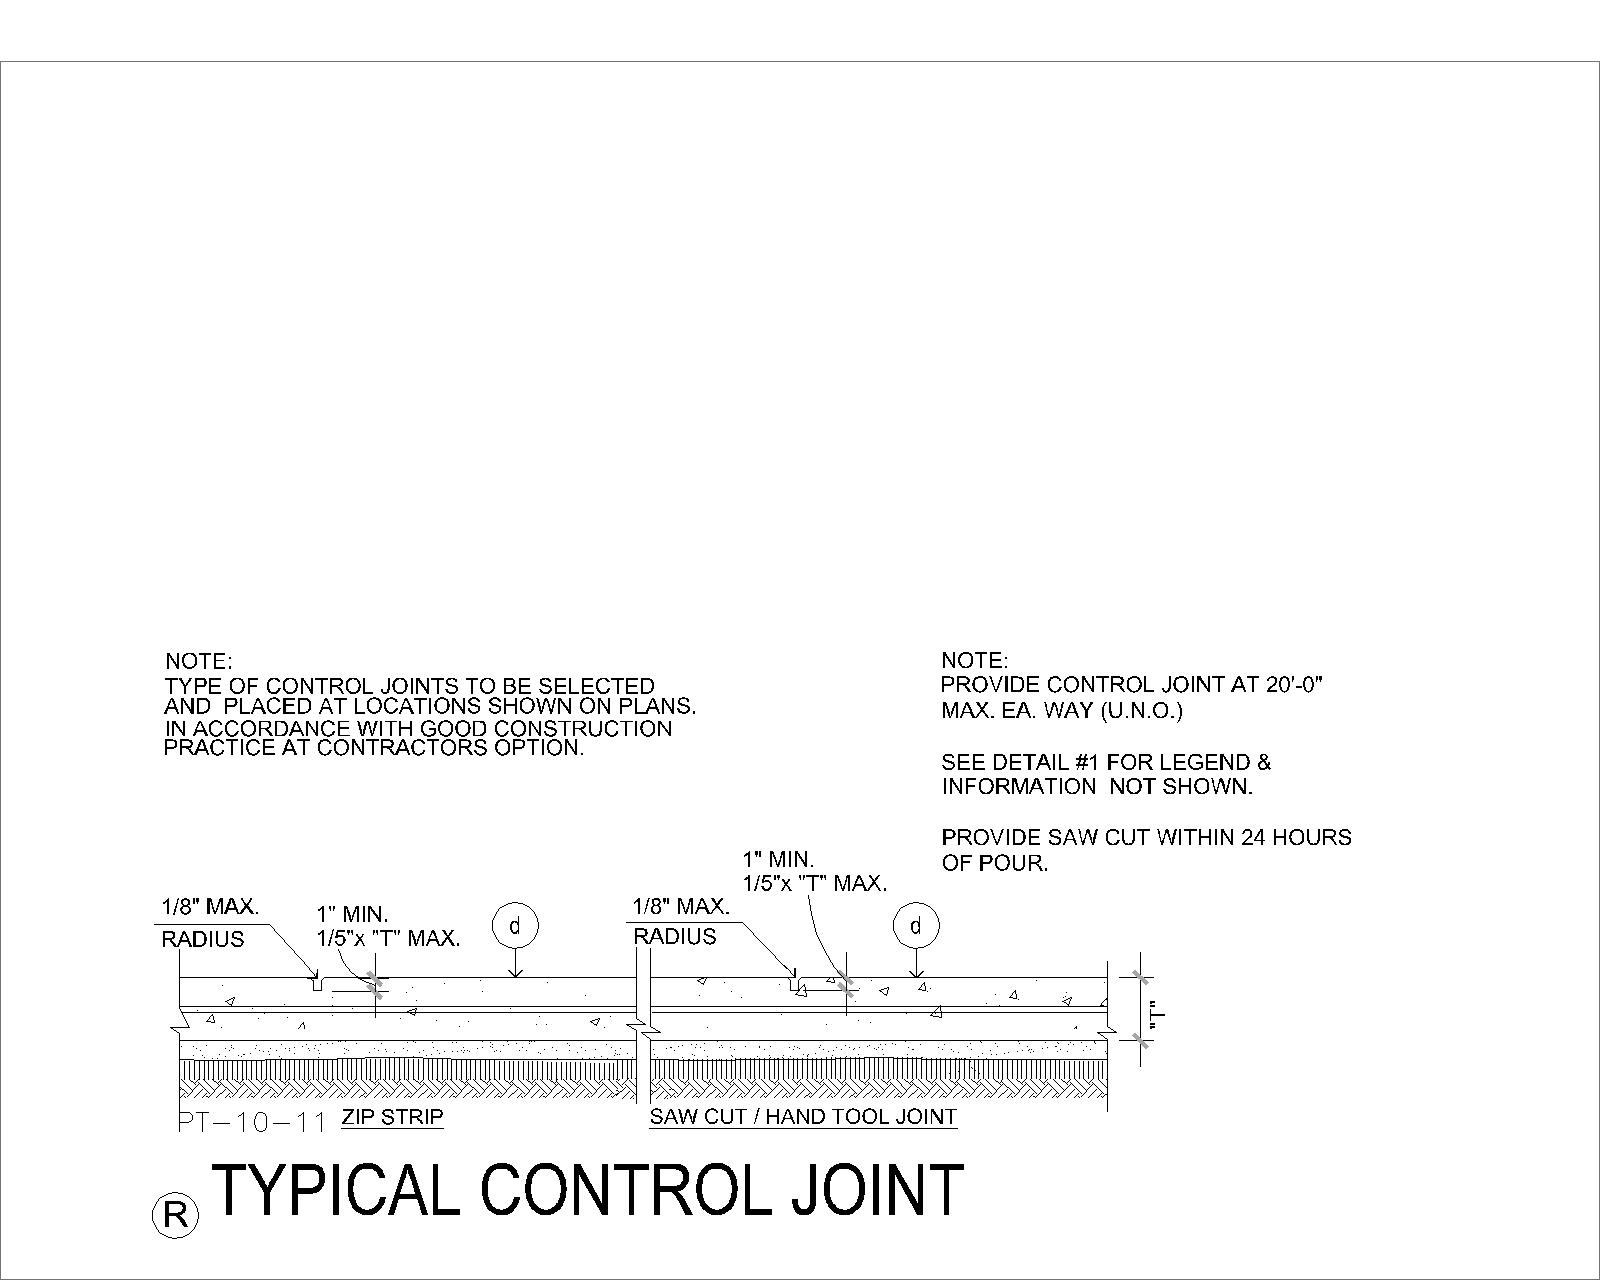 NOTE:
TYPE OF CONTROL JOINTS TO BE SELECTED
AND  PLACED AT LOCATIONS SHOWN ON PLANS.
IN ACCORDANCE WITH GOOD CONSTRUCTION
PRACTICE AT CONTRACTORS OPTION.
NOTE:
PROVIDE CONTROL JOINT AT 20'-0"
MAX. EA. WAY (U.N.O.)
SEE DETAIL #1 FOR LEGEND &
INFORMATION  NOT SHOWN.
PROVIDE SAW CUT WITHIN 24 HOURS
OF POUR.
1/8" MAX.
RADIUS
1" MIN.
1/5"x "T" MAX.
d
1/8" MAX.
RADIUS
1" MIN.
1/5"x "T" MAX.
d
"T"
PT-10-11
ZIP STRIP
SAW CUT / HAND TOOL JOINT
R
TYPICAL CONTROL JOINT